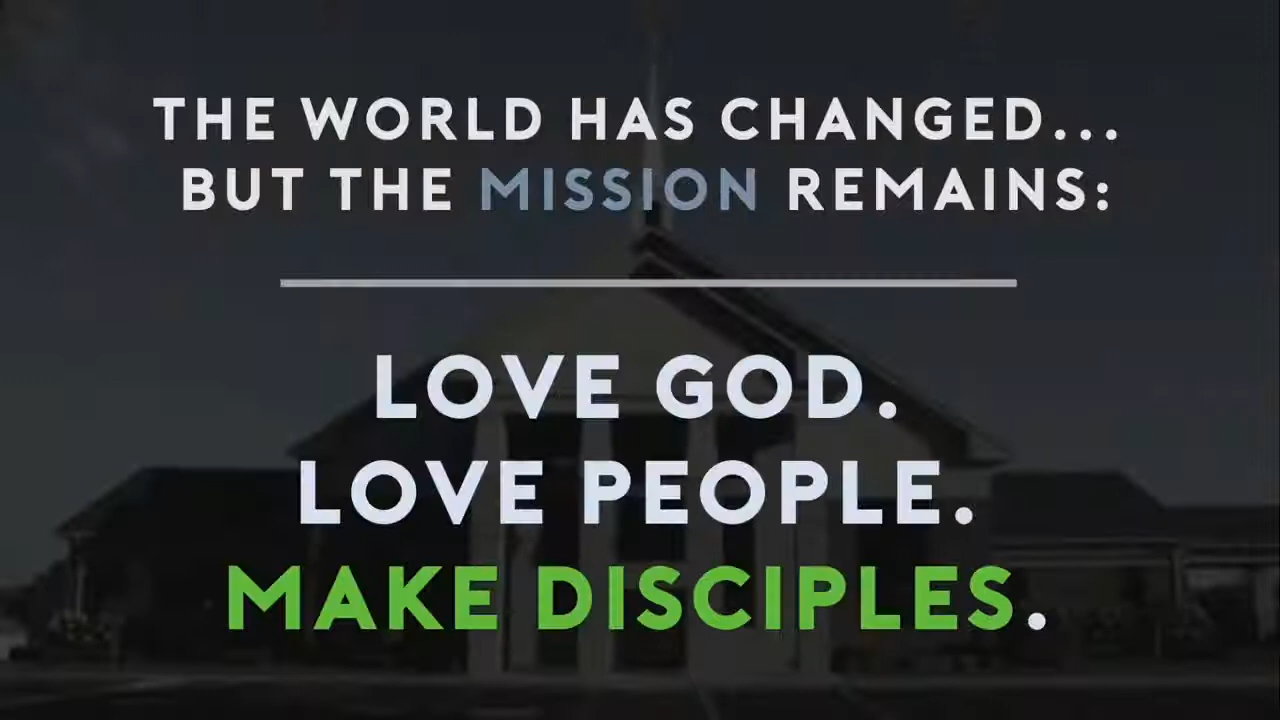 THE WORLD HAS CHANGED...
BUT THE MISSION REMAINS:
LOVE GOD.
LOVE PEOPLE.
MAKE DISCIPLES.